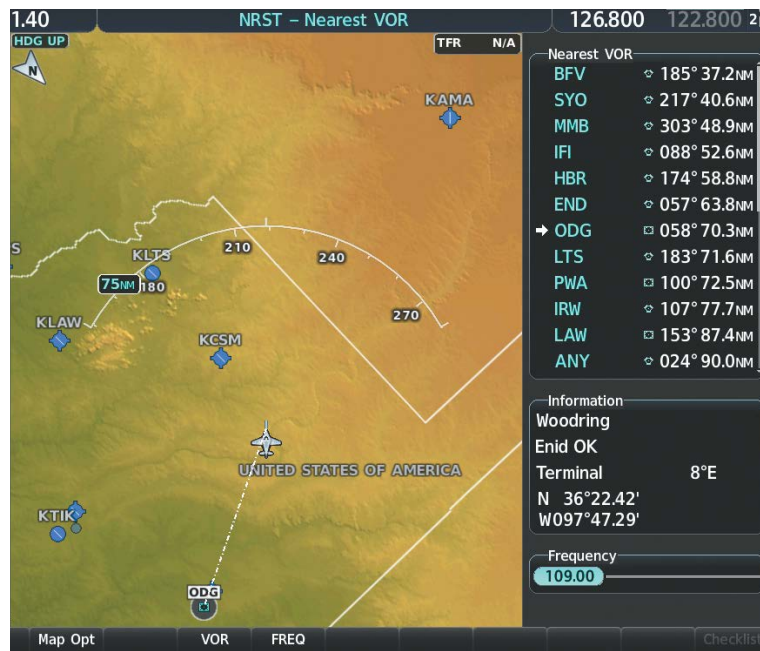 1.40 NRST – Nearest VOR 126.800 122.800 2
HDG UP
N
TFR N/A
KAMA
S
KLTS
210
240
75NM
180
270
KLAW
KCSM
UNITED STATES OF AMERICA
KTIK
ODG
Nearest VOR
BFV 185° 37.2NM
SYO 217° 40.6NM
MMB 303° 48.9NM
IFI 088° 52.6NM
HBR 174° 58.8NM
END 057° 63.8NM
ODG 058° 70.3NM
LTS 183° 71.6NM
PWA 100° 72.5NM
IRW 107° 77.7NM
LAW 153° 87.4NM
ANY 024° 90.0NM
Information
Woodring
Enid OK
Terminal 8°E
N 36°22.42'
W097°47.29'
Frequency
109.00
Map Opt VOR FREQ Checklist